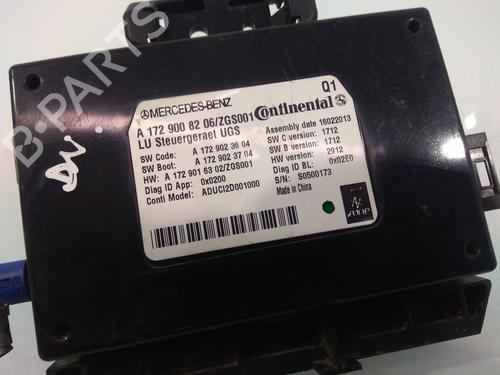 B-PARTS
MERCEDES-BENZ
Continental
Q1
A 172 900 82 06/ZGS001
LU Steuergeraet UGS
SW Code: A 172 902 36 04
SW Boot: A 172 902 37 04
HW: A 172 901 63 02/ZGS001
Diag ID App: 0x0200
Conti Model: ADUCI2D001000
Assembly date 16022013
SW C version: 1712
SW B version: 1712
HW version: 2912
Diag ID BL: 0x02E0
S/N: S0500173
Made in China